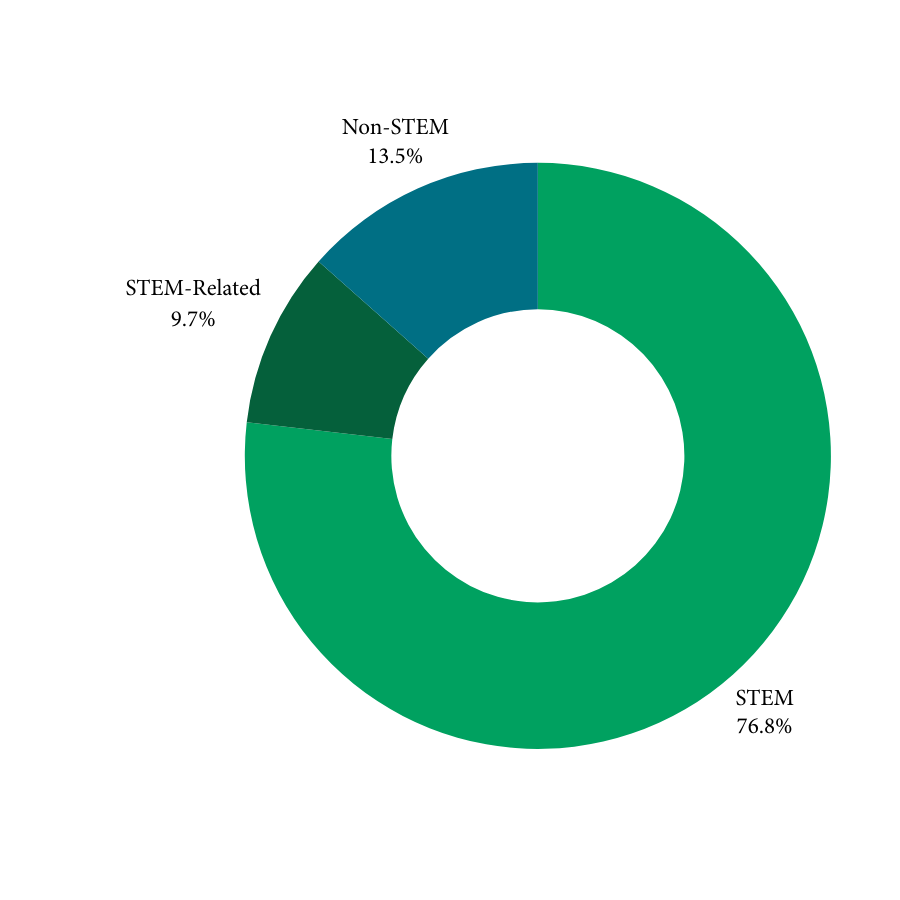 Non-STEM
13.5%
STEM-Related
9.7%
STEM
76.8%